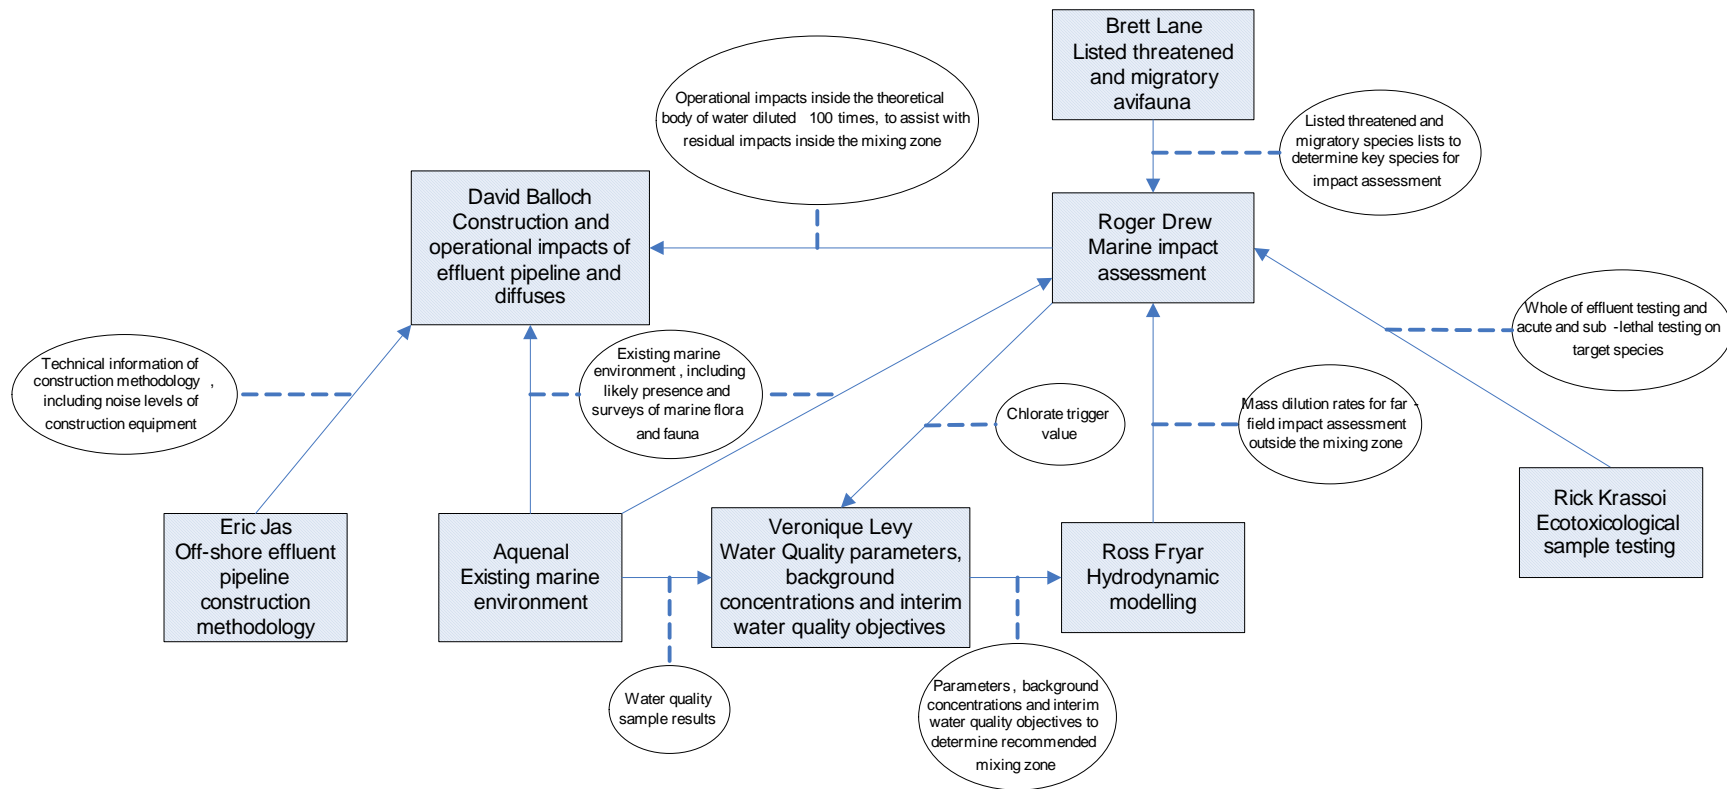 Brett Lane
Listed threatened
and migratory
avifauna
Operational impacts inside the theoretical
body of water diluted 100 times, to assist with
residual impacts inside the mixing zone
Listed threatened and
migratory species lists to
determine key species for
impact assessment
David Balloch
Construction and
operational impacts of
effluent pipeline and
diffuses
Roger Drew
Marine impact
assessment
Whole of effluent testing and
acute and sub -lethal testing on
target species
Technical information of
construction methodology ,
including noise levels of
construction equipment
Existing marine
environment , including
likely presence and
surveys of marine flora
and fauna
Chlorate trigger
value
Mass dilution rates for far -
field impact assessment
outside the mixing zone
Eric Jas
Off-shore effluent
pipeline
construction
methodology
Aquenal
Existing marine
environment
Veronique Levy
Water Quality parameters,
background
concentrations and interim
water quality objectives
Ross Fryar
Hydrodynamic
modelling
Rick Krassoi
Ecotoxicological
sample testing
Water quality
sample results
Parameters , background
concentrations and interim
water quality objectives to
determine recommended
mixing zone